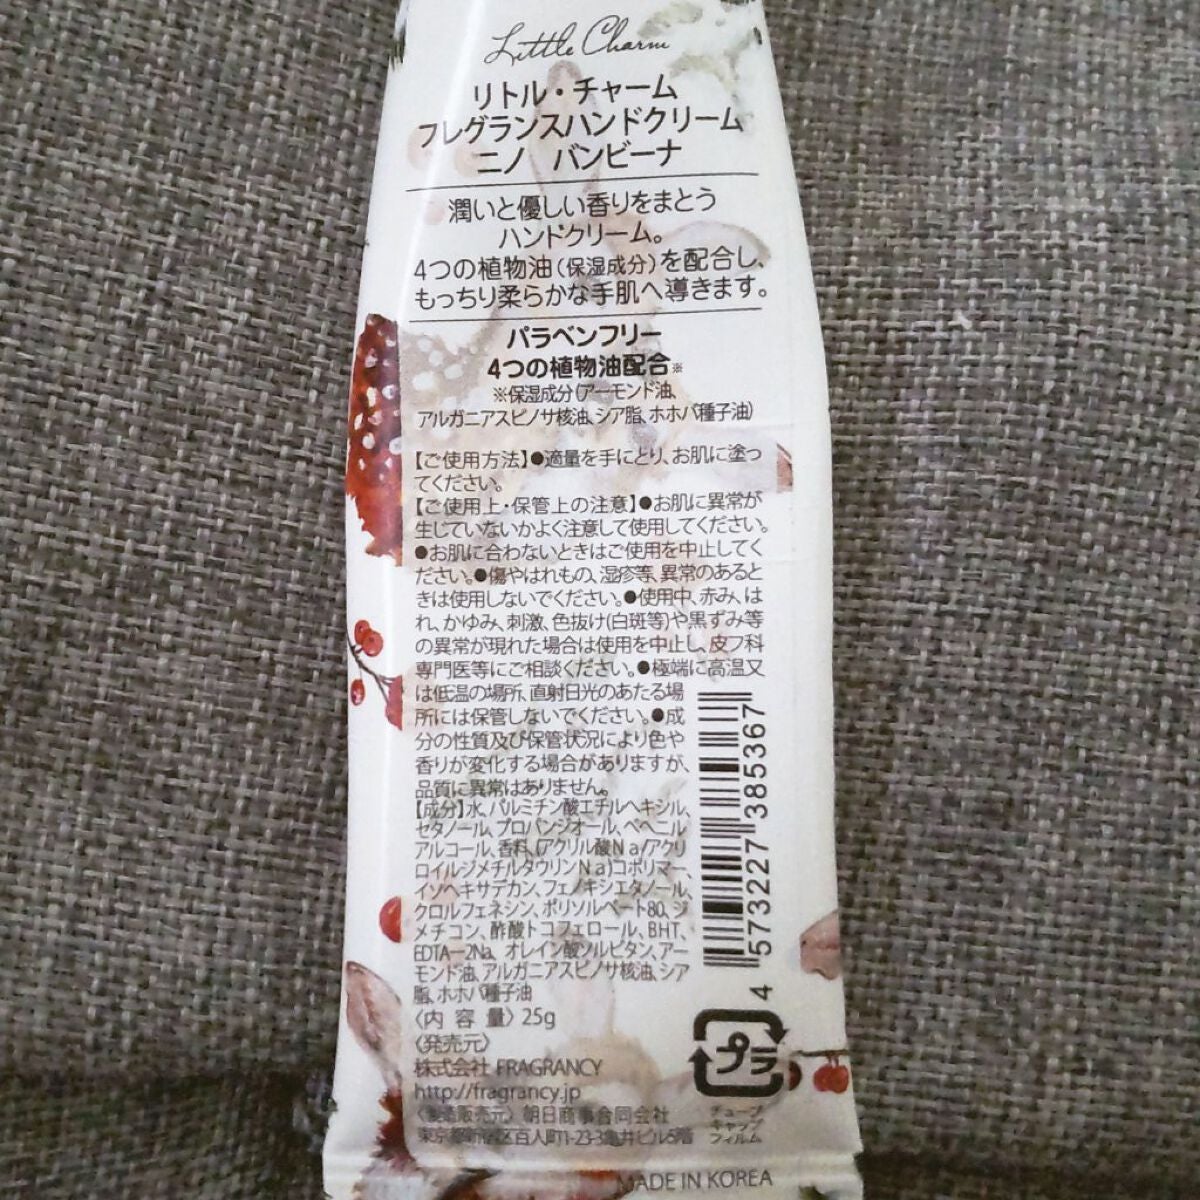 Little Charm
リトル・チャーム
フレグランスハンドクリーム
ニノ　バンビーナ
潤いと優しい香りをまとう
ハンドクリーム。
4つの植物油(保湿成分)を配合し、
もっちり柔らかな手肌へ導きます。
パラベンフリー
4つの植物油配合※
※保湿成分(アーモンド油、
アルガニアスピノサ核油、シア脂、ホホバ種子油)
【ご使用方法】●適量を手にとり、お肌に塗っ
てください。
【ご使用上・保管上の注意】●お肌に異常が
生じていないかよく注意して使用してください。
●お肌に合わないときはご使用を中止してく
ださい。●傷やはれもの、湿疹等、異常のあると
きは使用しないでください。●使用中、赤み、は
れ、かゆみ、刺激、色抜け(白斑等)や黒ずみ等
の異常が現れた場合は使用を中止し、皮フ科
専門医等にご相談ください。●極端に高温又
は低温の場所、直射日光のあたる場
所には保管しないでください。●成
分の性質及び保管状況により色や
香りが変化する場合がありますが、
品質に異常はありません。
【成分】水、パルミチン酸エチルヘキシル、
セタノール、プロパンジオール、ベヘニル
アルコール、香料、(アクリル酸Na/アクリ
ロイルジメチルタウリンNa)コポリマー、
イソヘキサデカン、フェノキシエタノール、
クロルフェネシン、ポリソルベート80、ジ
メチコン、酢酸トコフェロール、BHT、
EDTAー2Na、オレイン酸ソルビタン、アー
モンド油、アルガニアスピノサ核油、シア
脂、ホホバ種子油
〈内 容 量〉25g
〈発売元〉
株式会社 FRAGRANCY
http://fragrancy.jp
〈製造販売元〉朝日商事合同会社
東京都新宿区百人町1-23-3亀井ビル5階
4 573227 385367
プラ
チューブ
キャップ
フィルム
MADE IN KOREA